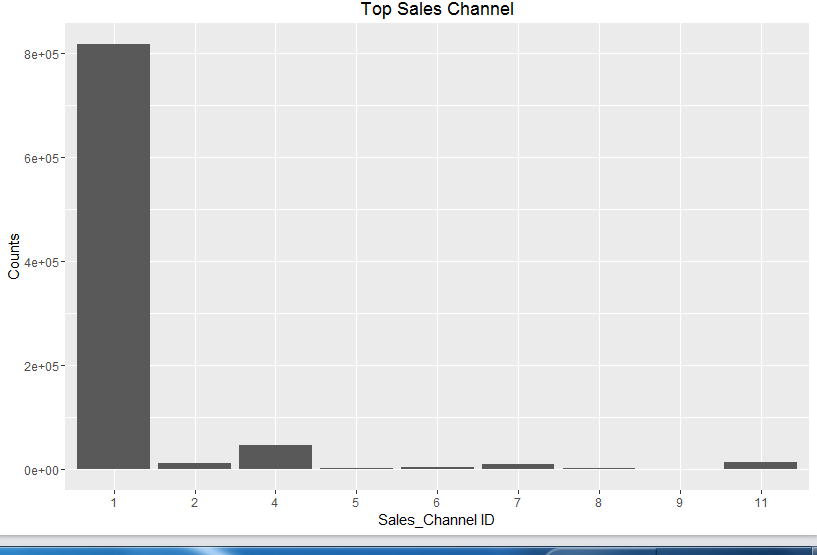 Top Sales Channel
Counts
8e+05
6e+05
4e+05
2e+05
0e+00
1 2 4 5 6 7 8 9 11
Sales_Channel ID